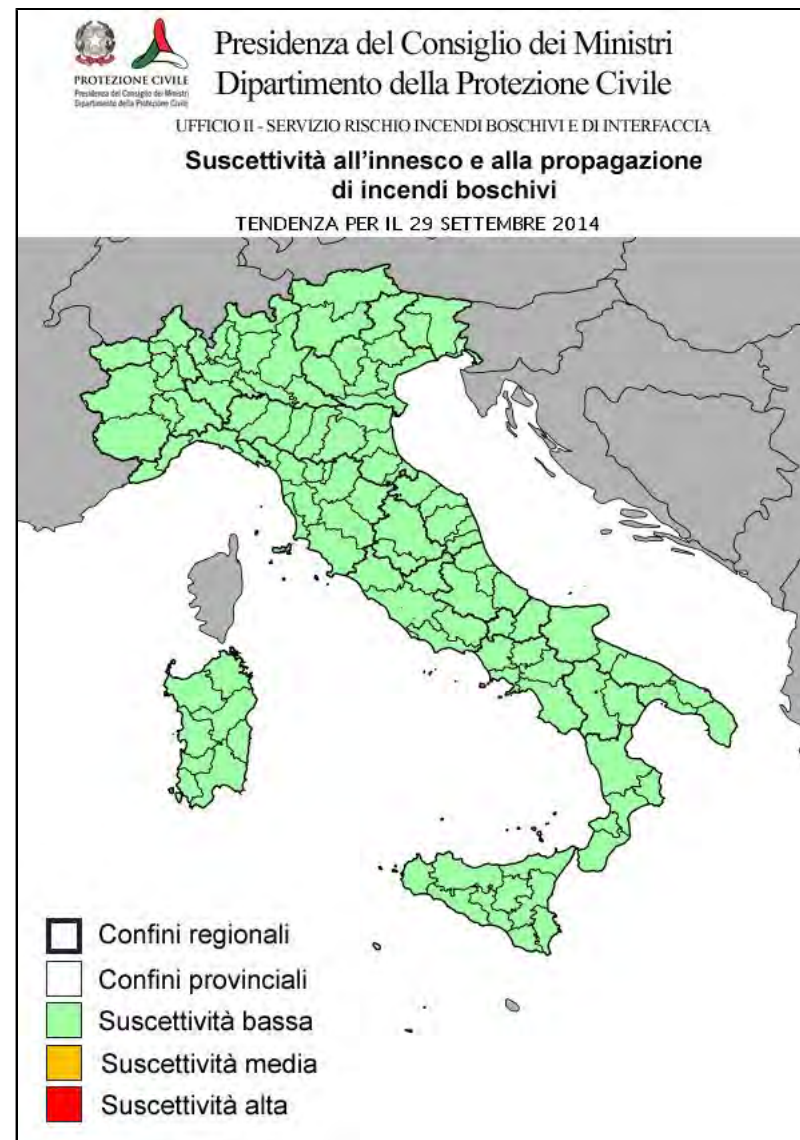 PROTEZIONE CIVILE
Presidenza del Consiglio dei Ministri
Dipartimento della Protezione Civile
Presidenza del Consiglio dei Ministri
Dipartimento della Protezione Civile
UFFICIO II - SERVIZIO RISCHIO INCENDI BOSCHIVI E DI INTERFACCIA
Suscettività all'innesco e alla propagazione
di incendi boschivi
TENDENZA PER IL 29 SETTEMBRE 2014
Confini regionali
Confini provinciali
Suscettività bassa
Suscettività media
Suscettività alta